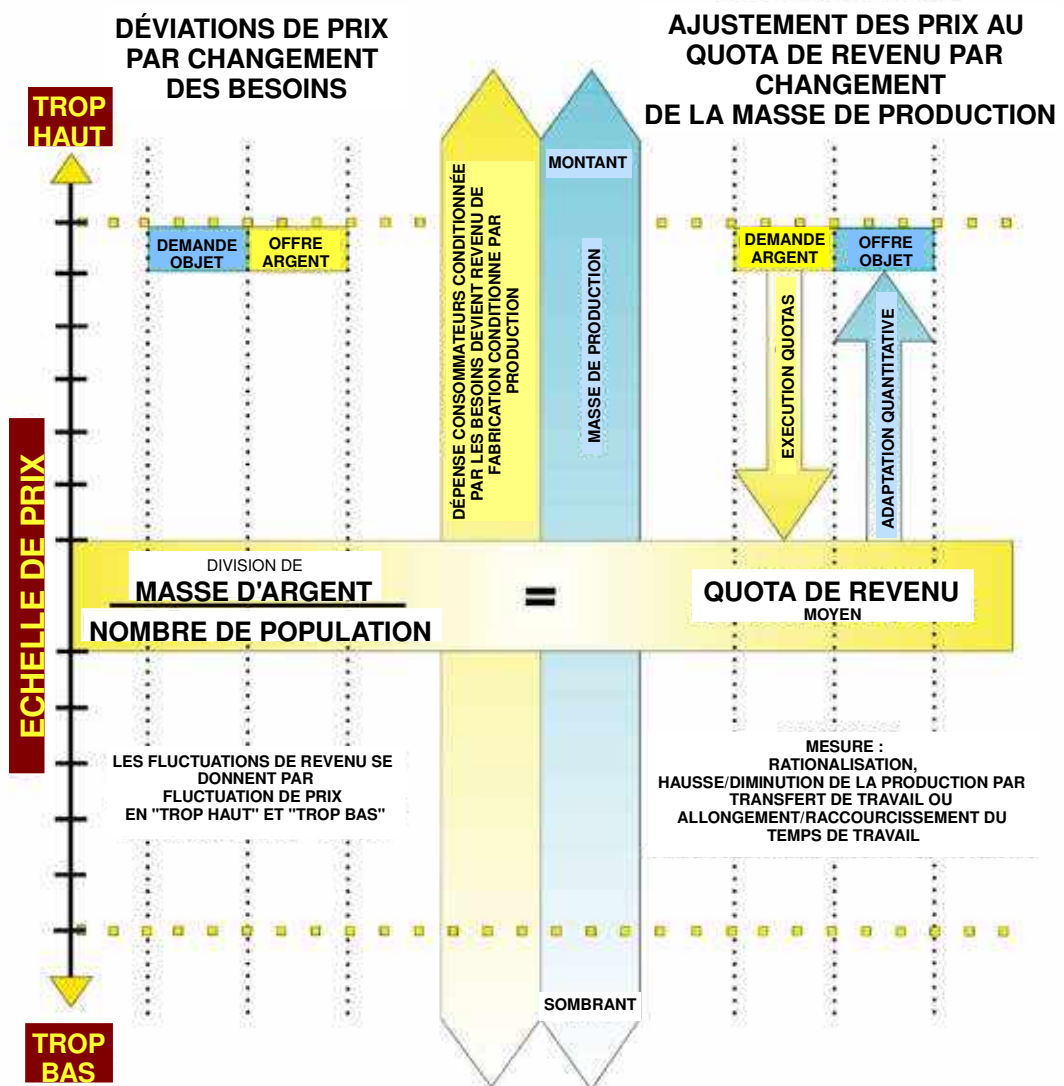 DÉVIATIONS DE PRIX
PAR CHANGEMENT
DES BESOINS
AJUSTEMENT DES PRIX AU
QUOTA DE REVENU PAR
CHANGEMENT
DE LA MASSE DE PRODUCTION
TROP
HAUT
ECHELLE DE PRIX
TROP
BAS
DEMANDE
OBJET
OFFRE
ARGENT
DÉPENSE CONSOMMATEURS CONDITIONNÉE
PAR LES BESOINS DEVIENT REVENU DE
FABRICATION CONDITIONNE PAR
PRODUCTION
MONTANT
MASSE DE PRODUCTION
SOMBRANT
DEMANDE
ARGENT
OFFRE
OBJET
EXECUTION QUOTAS
ADAPTATION QUANTITATIVE
DIVISION DE
MASSE D'ARGENT
NOMBRE DE POPULATION
=
QUOTA DE REVENU
MOYEN
LES FLUCTUATIONS DE REVENU SE
DONNENT PAR
FLUCTUATION DE PRIX
EN "TROP HAUT" ET "TROP BAS"
MESURE :
RATIONALISATION,
HAUSSE/DIMINUTION DE LA PRODUCTION PAR
TRANSFERT DE TRAVAIL OU
ALLONGEMENT/RACCOURCISSEMENT DU
TEMPS DE TRAVAIL